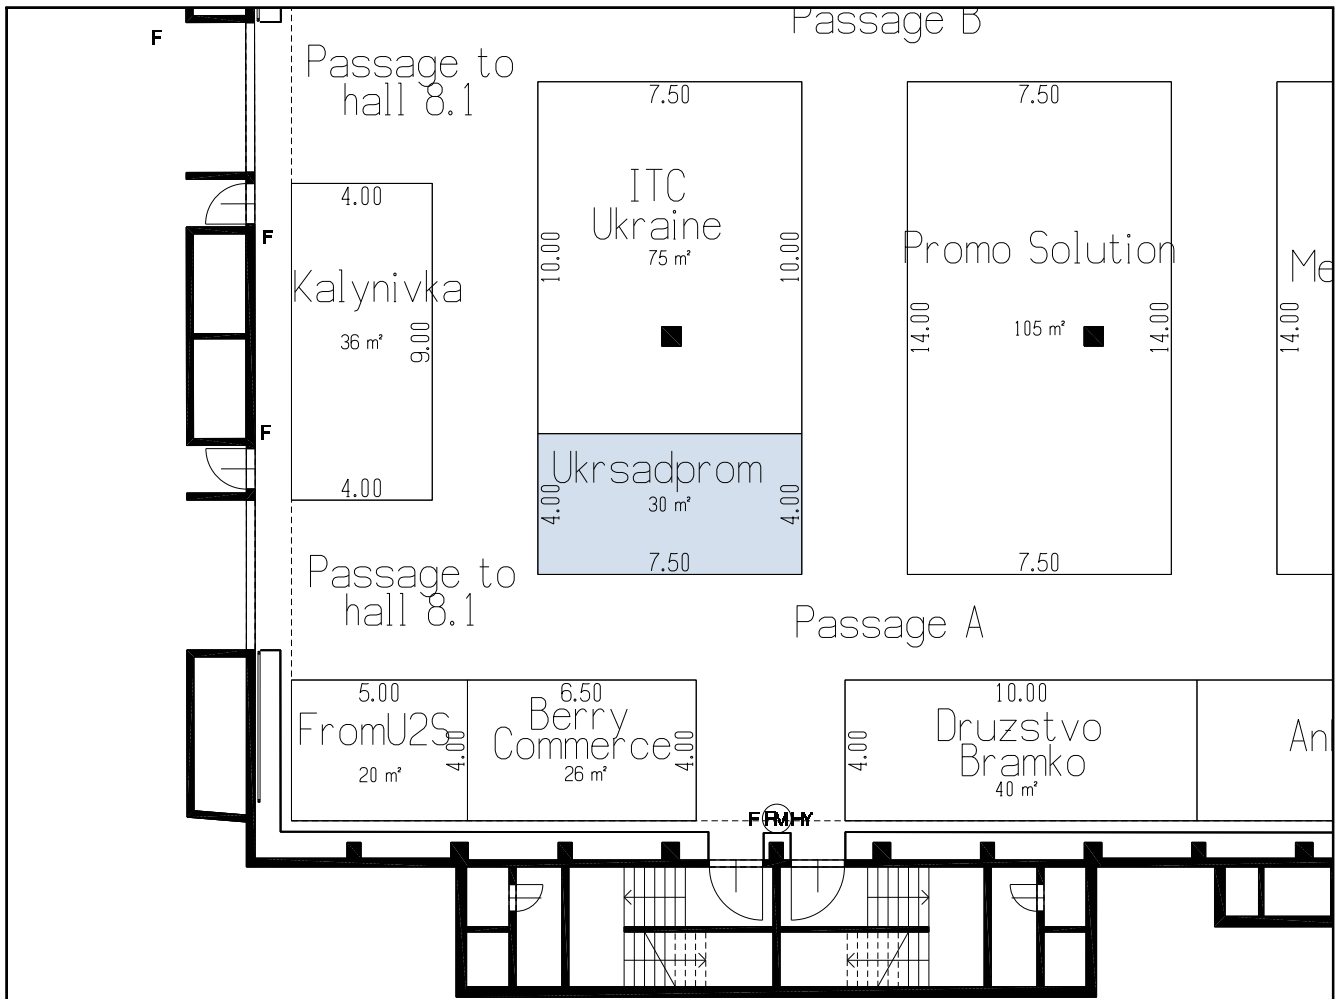 Passage B
F
Passage to
hall 8.1
7.50
7.50
4.00
ITC
Ukraine
75 m²
10.00
10.00
F
Kalynivka
36 m²
9.00
Promo Solution
105 m²
14.00
14.00
14.00
F
4.00
Ukrsadprom
30 m²
4.00
4.00
7.50
7.50
Passage to
hall 8.1
Passage A
5.00
FromU2S
20 m²
4.00
6.50
Berry
Commerce
26 m²
4.00
10.00
Druzstvo
Bramko
40 m²
4.00
F